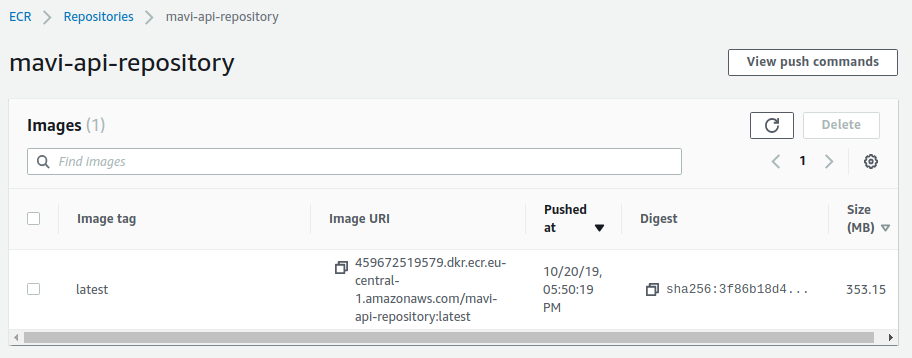 ECR Repositories mavi-api-repository
mavi-api-repository
View push commands
Images (1)
Delete
Find Images
1
Image tag
Image URI
Pushed
at
Digest
Size
(MB)
latest
459672519579.dkr.ecr.eu-
central-
1.amazonaws.com/mavi-
api-repository:latest
10/20/19,
05:50:19
PM
sha256:3f86b18d4...
353.15